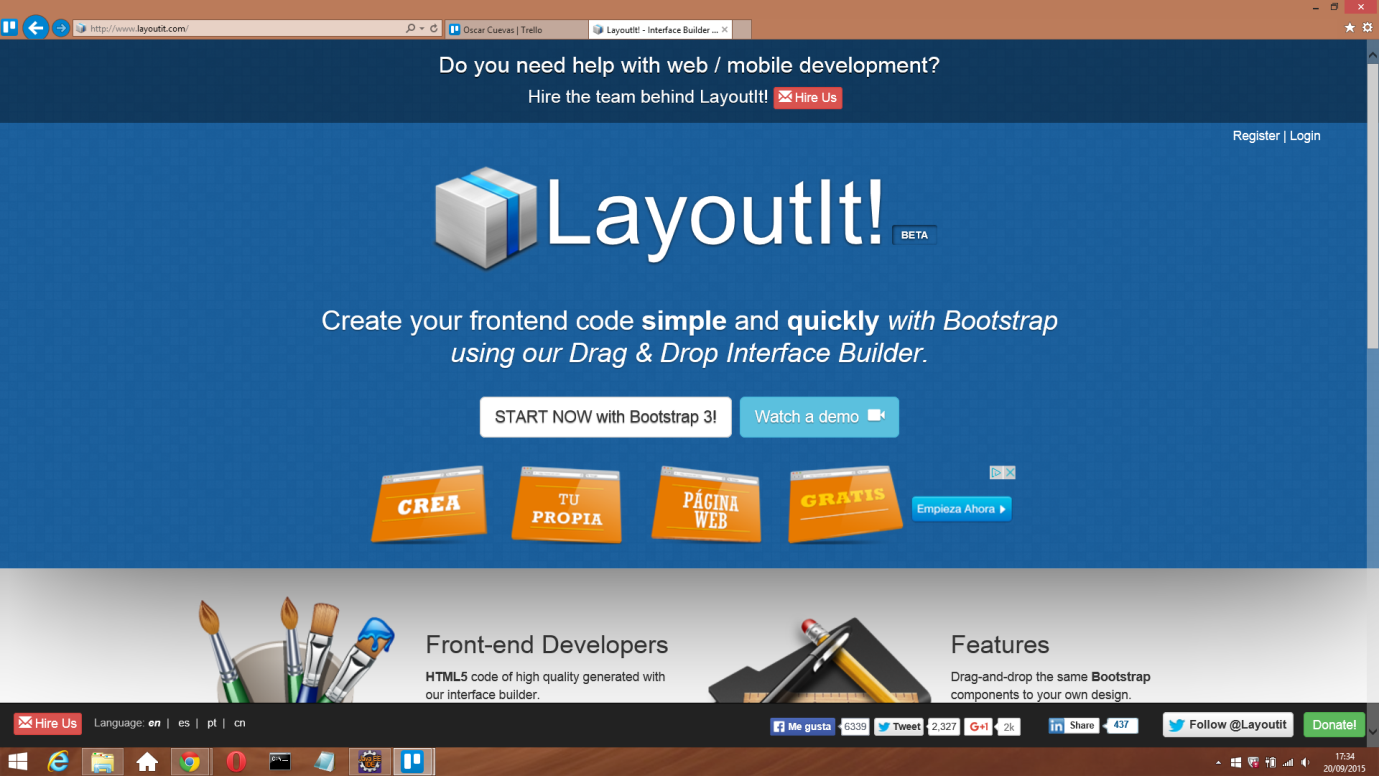 http://www.layoutit.com/
Oscar Cuevas | Trello
LayoutIt! - Interface Builder ...
Do you need help with web / mobile development?
Hire the team behind LayoutIt! Hire Us
Register | Login
LayoutIt! BETA
Create your frontend code simple and quickly with Bootstrap
using our Drag & Drop Interface Builder.
START NOW with Bootstrap 3!
Watch a demo
CREA
TU
PROPIA
PÁGINA
WEB
GRATIS
Empieza Ahora
Front-end Developers
HTML5 code of high quality generated with
our interface builder.
Features
Drag-and-drop the same Bootstrap
components to your own design.
Hire Us
Language: en | es | pt | cn
Me gusta 6339
Tweet 2,327
G+1 2k
in Share 437
Follow @Layoutit
Donate!
Java EE
IDE
17:34
20/09/2015